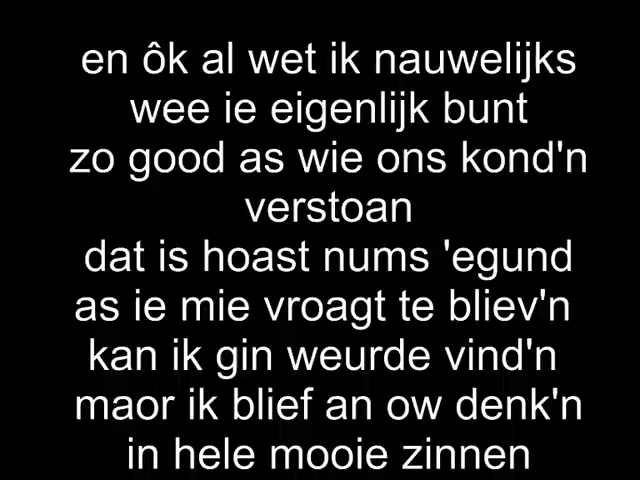 en ôk al wet ik nauwelijks
wee ie eigenlijk bunt
zo good as wie ons kond'n
verstoan
dat is hoast nums 'egund
as ie mie vroagt te bliev'n
kan ik gin weurde vind'n
maor ik blief an ow denk'n
in hele mooie zinnen